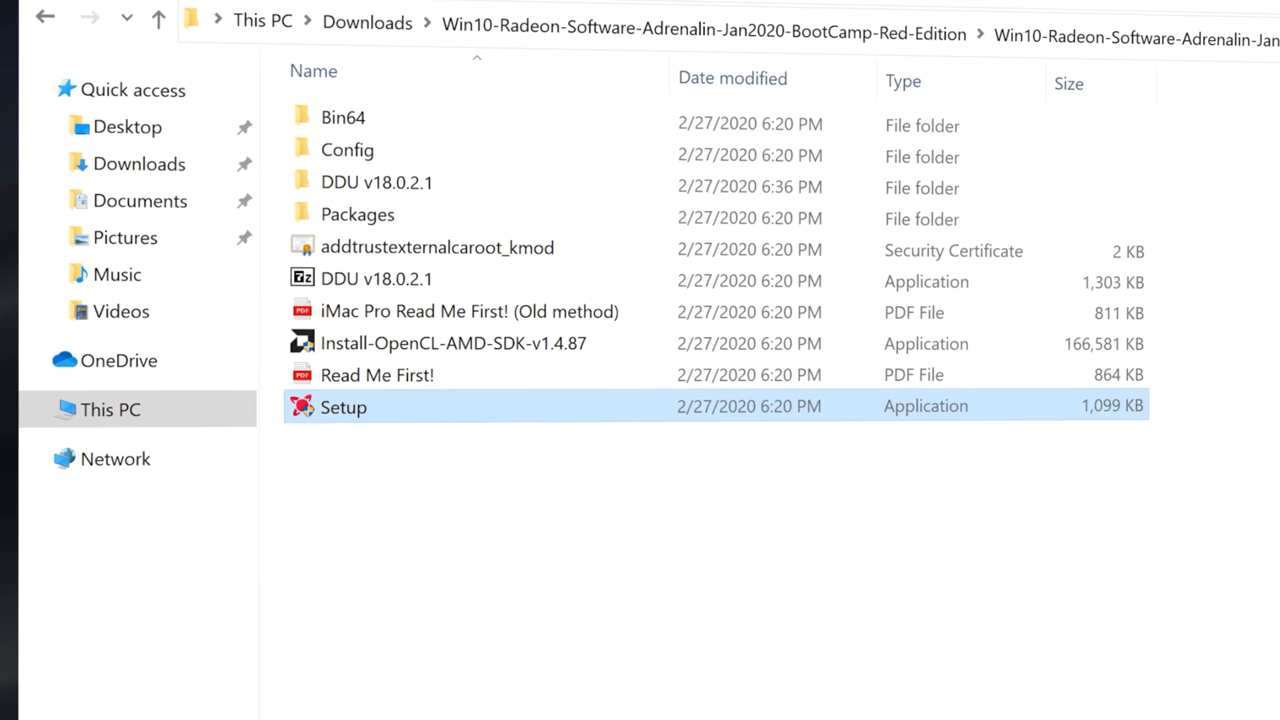 This PC > Downloads > Win10-Radeon-Software-Adrenalin-Jan2020-BootCamp-Red-Edition > Win10-Radeon-Software-Adrenalin-Jan
Name Date modified Type Size
Quick access
Desktop
Downloads
Documents
Pictures
Music
Videos
OneDrive
This PC
Network
Bin64 2/27/2020 6:20 PM File folder
Config 2/27/2020 6:20 PM File folder
DDU v18.0.2.1 2/27/2020 6:36 PM File folder
Packages 2/27/2020 6:20 PM File folder
addtrustexternalcaroot_kmod 2/27/2020 6:20 PM Security Certificate 2 KB
7z DDU v18.0.2.1 2/27/2020 6:20 PM Application 1,303 KB
PDF iMac Pro Read Me First! (Old method) 2/27/2020 6:20 PM PDF File 811 KB
Install-OpenCL-AMD-SDK-v1.4.87 2/27/2020 6:20 PM Application 166,581 KB
PDF Read Me First! 2/27/2020 6:20 PM PDF File 864 KB
Setup 2/27/2020 6:20 PM Application 1,099 KB